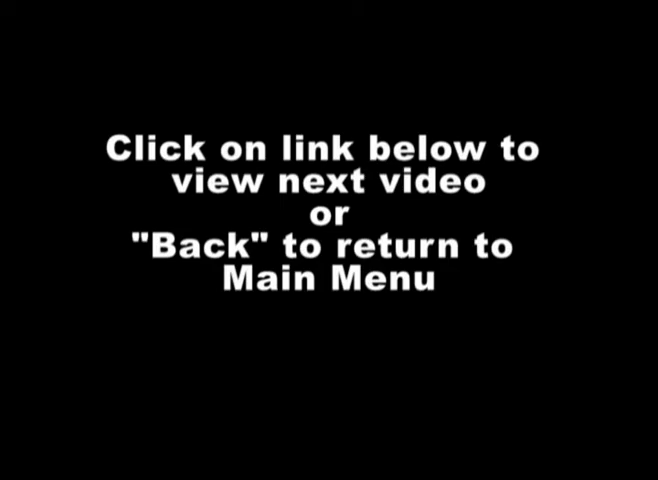 Click on link below to
view next video
or
"Back" to return to
Main Menu